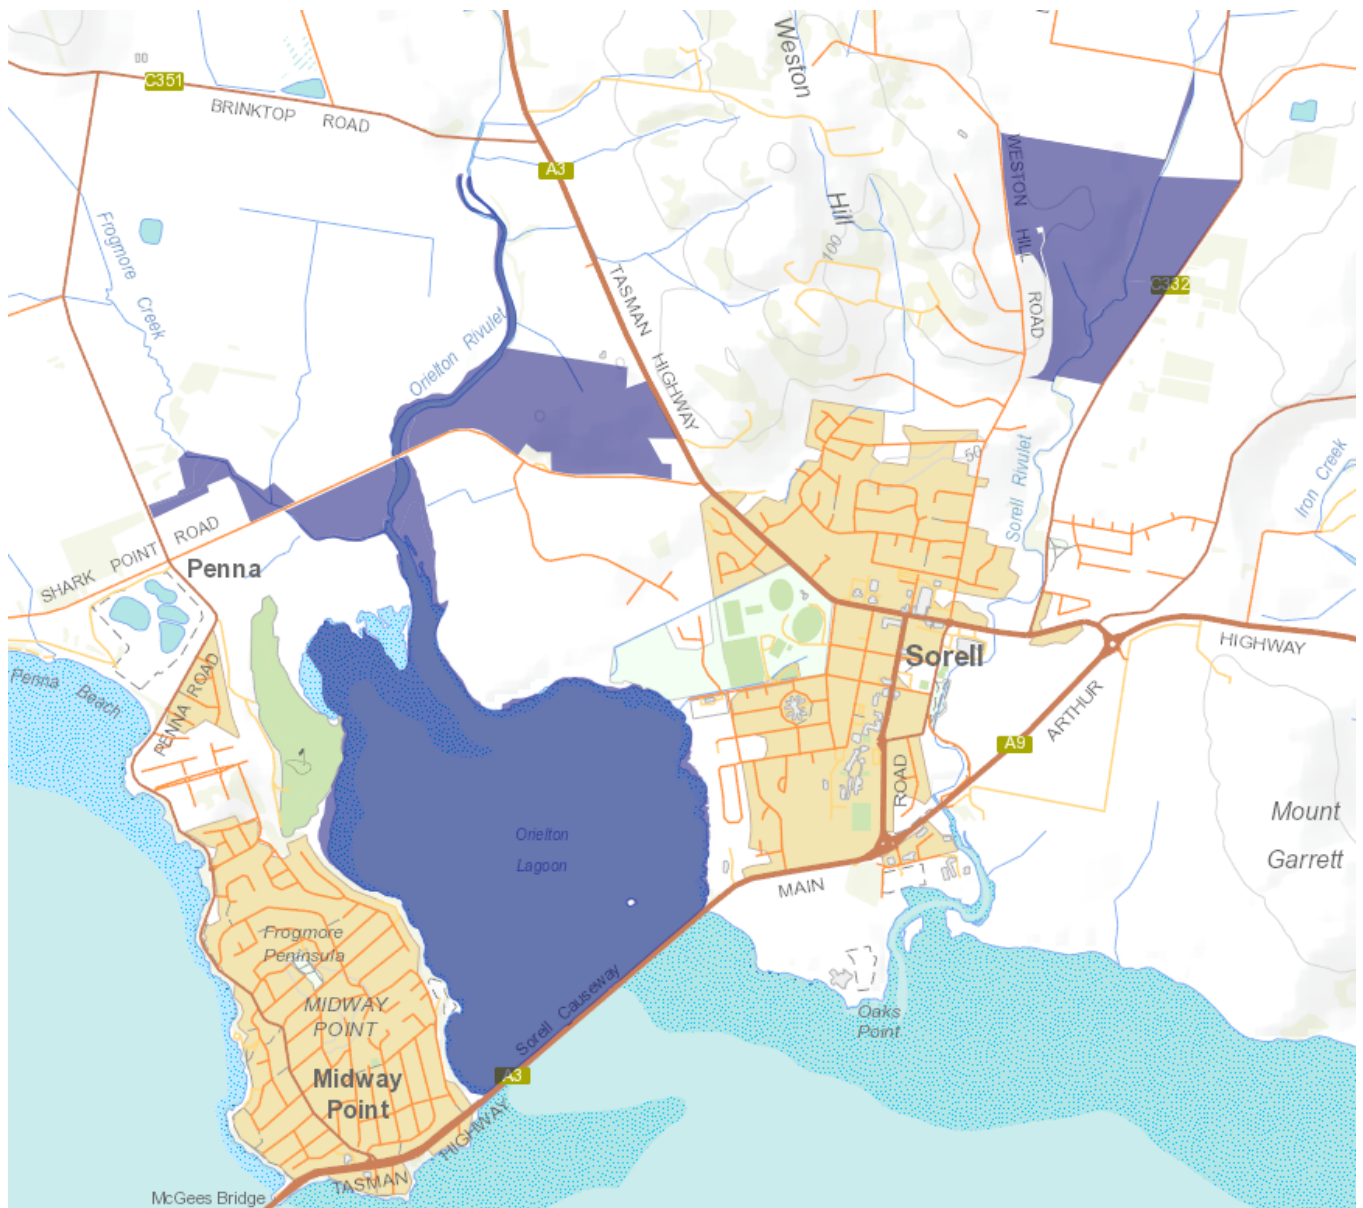 Weston
Hill
C351
BRINKTOP ROAD
A3
WESTON HILL ROAD
Frogmore Creek
100
C332
TASMAN HIGHWAY
Orielton Rivulet
50
Sorell Rivulet
Iron Creek
SHARK POINT ROAD
Penna
Sorell
HIGHWAY
Penna Beach
PENNA ROAD
ARTHUR
A9
ROAD
Orielton
Lagoon
Mount
Garrett
MAIN
Frogmore
Peninsula
MIDWAY
POINT
Sorell Causeway
Oaks
Point
Midway
Point
A3
HIGHWAY
TASMAN
McGees Bridge